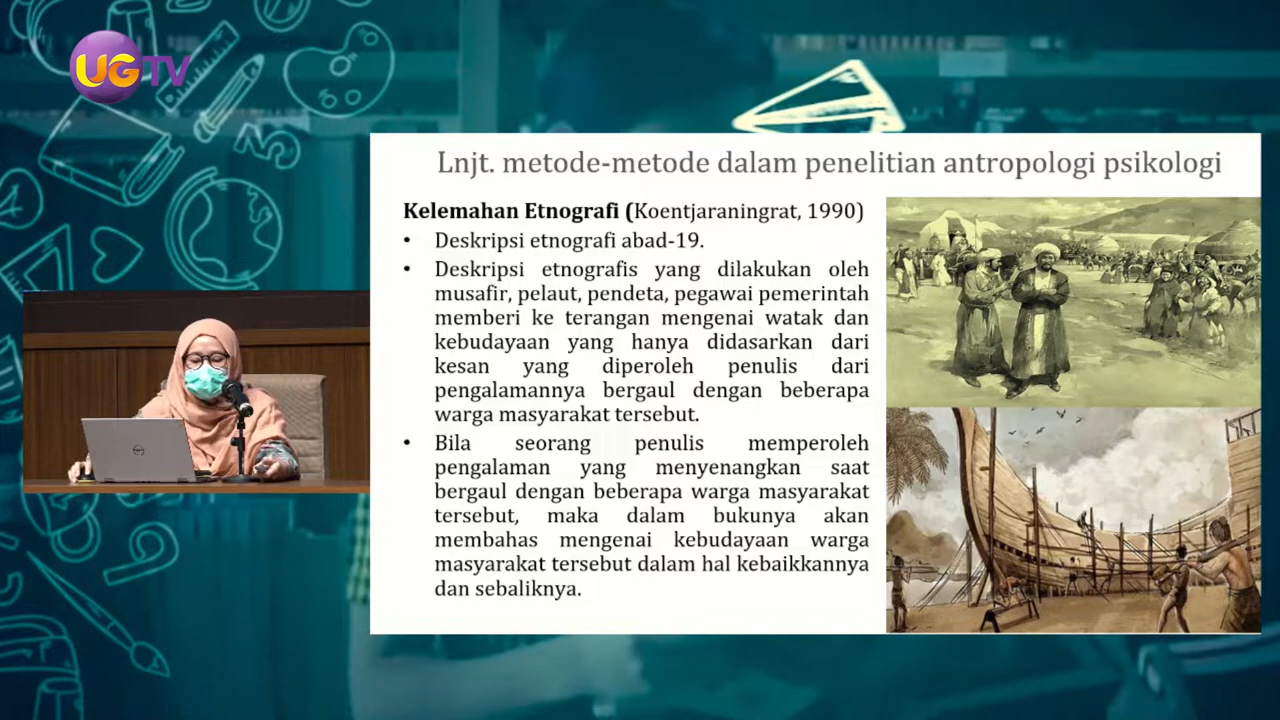 UGTV
Lnjt. metode-metode dalam penelitian antropologi psikologi
Kelemahan Etnografi (Koentjaraningrat, 1990)
• Deskripsi etnografi abad-19.
• Deskripsi etnografis yang dilakukan oleh
musafir, pelaut, pendeta, pegawai pemerintah
memberi ke terangan mengenai watak dan
kebudayaan yang hanya didasarkan dari
kesan yang diperoleh penulis dari
pengalamannya bergaul dengan beberapa
warga masyarakat tersebut.
• Bila seorang penulis memperoleh
pengalaman yang menyenangkan saat
bergaul dengan beberapa warga masyarakat
tersebut, maka dalam bukunya akan
membahas mengenai kebudayaan warga
masyarakat tersebut dalam hal kebaikkannya
dan sebaliknya.